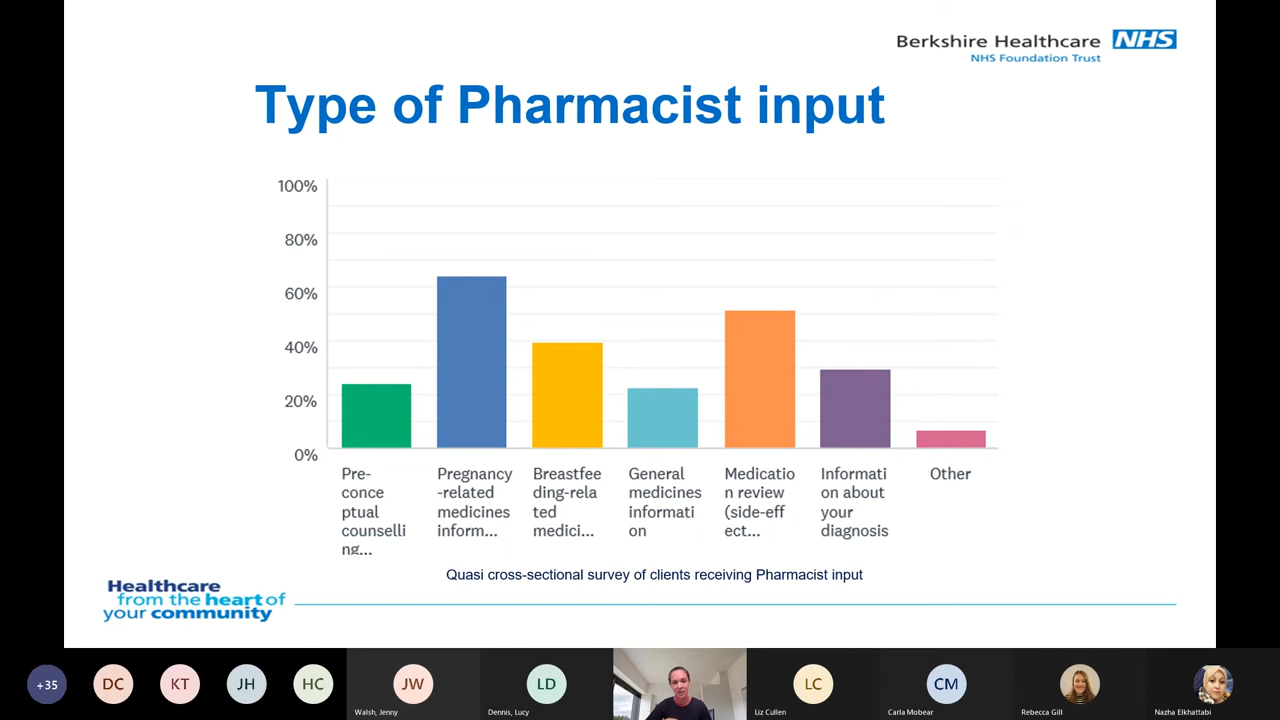 Berkshire Healthcare NHS
NHS Foundation Trust
Type of Pharmacist input
100%
80%
60%
40%
20%
0%
Pre-
conce
ptual
counselli
ng...
Pregnancy
-related
medicines
inform...
Breastfee
ding-rela
ted
medici...
General
medicines
informati
on
Medicatio
n review
(side-eff
ect...
Informati
on about
your
diagnosis
Other
Quasi cross-sectional survey of clients receiving Pharmacist input
Healthcare
from the heart of
your community
+35
DC
KT
JH
HC
JW
Walsh, Jenny
LD
Dennis, Lucy
LC
Liz Cullen
CM
Carla Mobear
Rebecca Gill
Nazha Elkhattabi